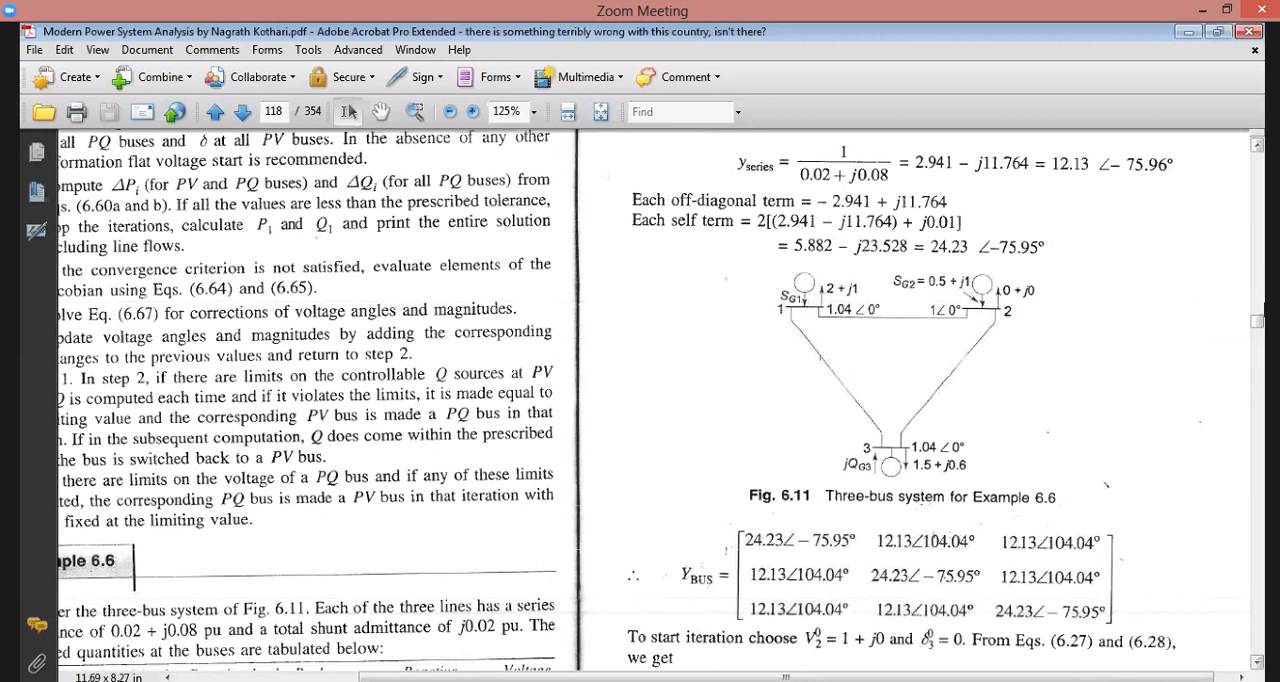 Zoom Meeting
Modern Power System Analysis by Nagrath Kothari.pdf - Adobe Acrobat Pro Extended - there is something terribly wrong with this country, isn't there?
File Edit View Document Comments Forms Tools Advanced Window Help
Create Combine Collaborate Secure Sign Forms Multimedia Comment
118 / 354 125% Find
all PQ buses and δ at all PV buses. In the absence of any other
formation flat voltage start is recommended.
ompute ΔPi (for PV and PQ buses) and ΔQi (for all PQ buses) from
s. (6.60a and b). If all the values are less than the prescribed tolerance,
op the iterations, calculate P1 and Q1 and print the entire solution
cluding line flows.
the convergence criterion is not satisfied, evaluate elements of the
cobian using Eqs. (6.64) and (6.65).
lve Eq. (6.67) for corrections of voltage angles and magnitudes.
pdate voltage angles and magnitudes by adding the corresponding
anges to the previous values and return to step 2.
1. In step 2, if there are limits on the controllable Q sources at PV
Q is computed each time and if it violates the limits, it is made equal to
iting value and the corresponding PV bus is made a PQ bus in that
n. If in the subsequent computation, Q does come within the prescribed
he bus is switched back to a PV bus.
there are limits on the voltage of a PQ bus and if any of these limits
ted, the corresponding PQ bus is made a PV bus in that iteration with
fixed at the limiting value.
ple 6.6
er the three-bus system of Fig. 6.11. Each of the three lines has a series
nce of 0.02 + j0.08 pu and a total shunt admittance of j0.02 pu. The
ed quantities at the buses are tabulated below:
11.69 x 8.27 in
yseries = 1 / 0.02 + j0.08 = 2.941 − j11.764 = 12.13 ∠− 75.96°
Each off-diagonal term = − 2.941 + j11.764
Each self term = 2[(2.941 − j11.764) + j0.01]
= 5.882 − j23.528 = 24.23 ∠−75.95°
SG1 2 + j1 SG2 = 0.5 + j1 0 + j0
1 1.04 ∠ 0° 1∠ 0° 2
3 1.04 ∠ 0°
jQG3 1.5 + j0.6
Fig. 6.11 Three-bus system for Example 6.6
24.23∠− 75.95° 12.13∠104.04° 12.13∠104.04°
∴ YBUS = 12.13∠104.04° 24.23∠− 75.95° 12.13∠104.04°
12.13∠104.04° 12.13∠104.04° 24.23∠− 75.95°
To start iteration choose V₂⁰ = 1 + j0 and δ₃⁰ = 0. From Eqs. (6.27) and (6.28),
we get